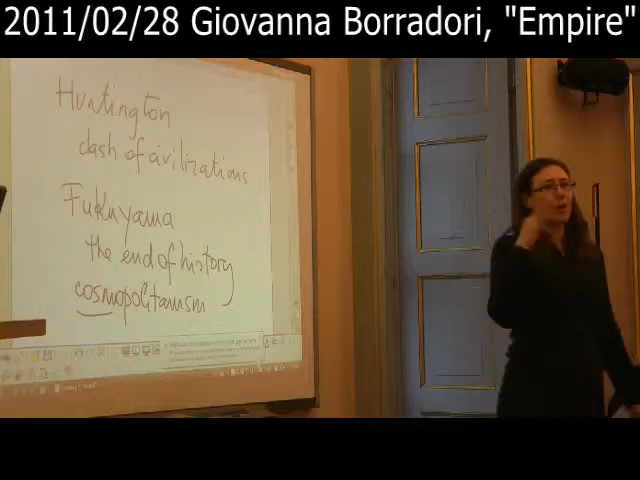 2011/02/28 Giovanna Borradori, "Empire"
Huntington
clash of civilizations
Fukuyama
the end of history
cosmopolitanism